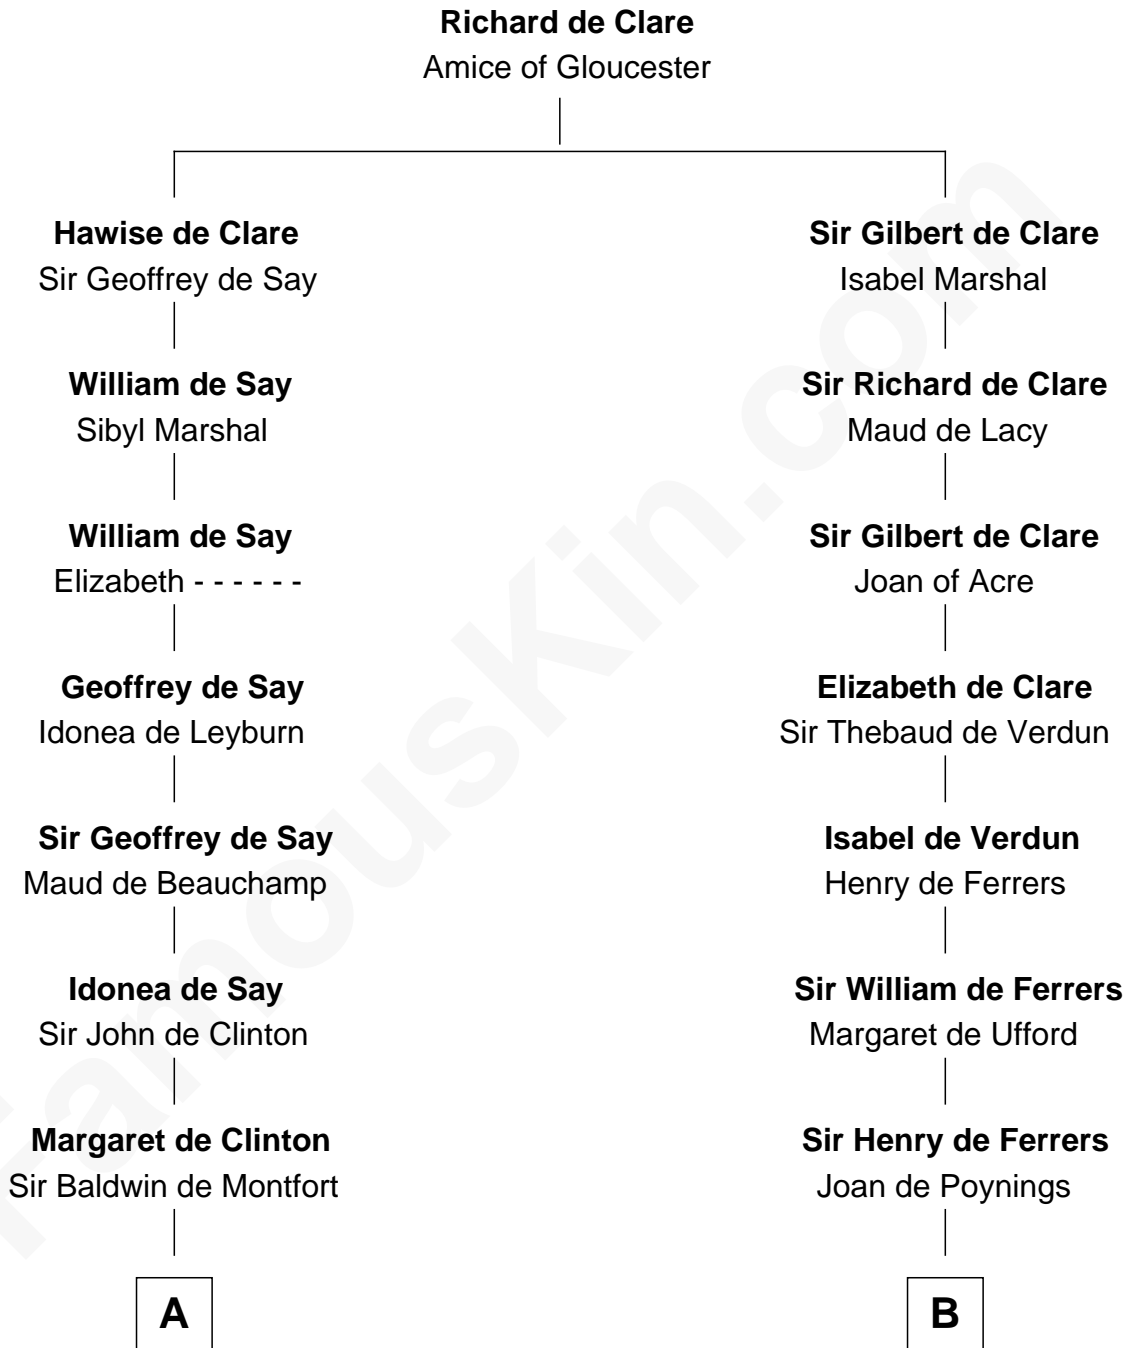 Richard de Clare
Amice of Gloucester
Hawise de Clare
Sir Geoffrey de Say
William de Say
Sibyl Marshal
William de Say
Elizabeth - - - - - -
Geoffrey de Say
Idonea de Leyburn
Sir Geoffrey de Say
Maud de Beauchamp
Idonea de Say
Sir John de Clinton
Margaret de Clinton
Sir Baldwin de Montfort
A
Sir Gilbert de Clare
Isabel Marshal
Sir Richard de Clare
Maud de Lacy
Sir Gilbert de Clare
Joan of Acre
Elizabeth de Clare
Sir Thebaud de Verdun
Isabel de Verdun
Henry de Ferrers
Sir William de Ferrers
Margaret de Ufford
Sir Henry de Ferrers
Joan de Poynings
B
FamousKin.com